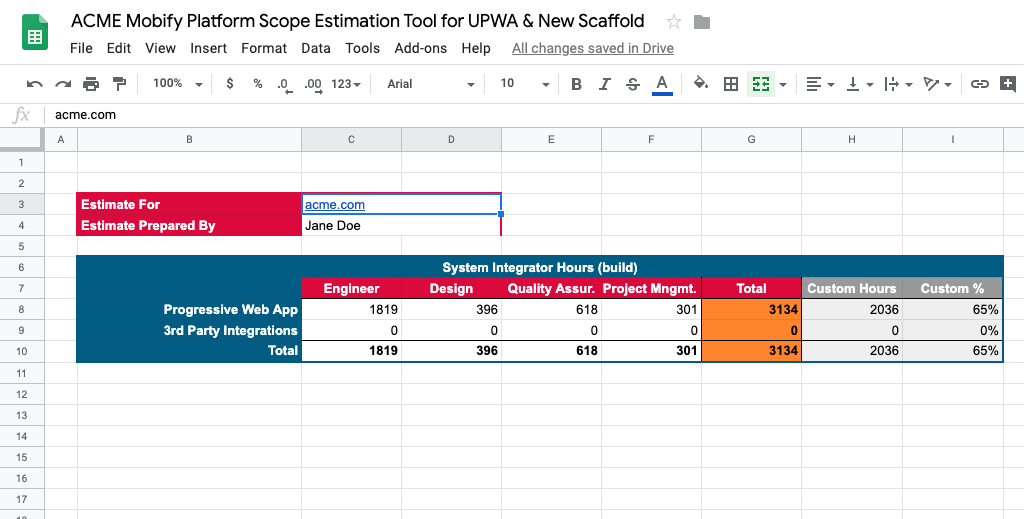 ACME Mobify Platform Scope Estimation Tool for UPWA & New Scaffold
File Edit View Insert Format Data Tools Add-ons Help All changes saved in Drive
100% $ % .0 .00 123 Arial 10 B I S A
fx acme.com
A B C D E F G H I
1
2
3 Estimate For acme.com
4 Estimate Prepared By Jane Doe
5
6 System Integrator Hours (build)
7 Engineer Design Quality Assur. Project Mngmt. Total Custom Hours Custom %
8 Progressive Web App 1819 396 618 301 3134 2036 65%
9 3rd Party Integrations 0 0 0 0 0 0 0%
10 Total 1819 396 618 301 3134 2036 65%
11
12
13
14
15
16
17